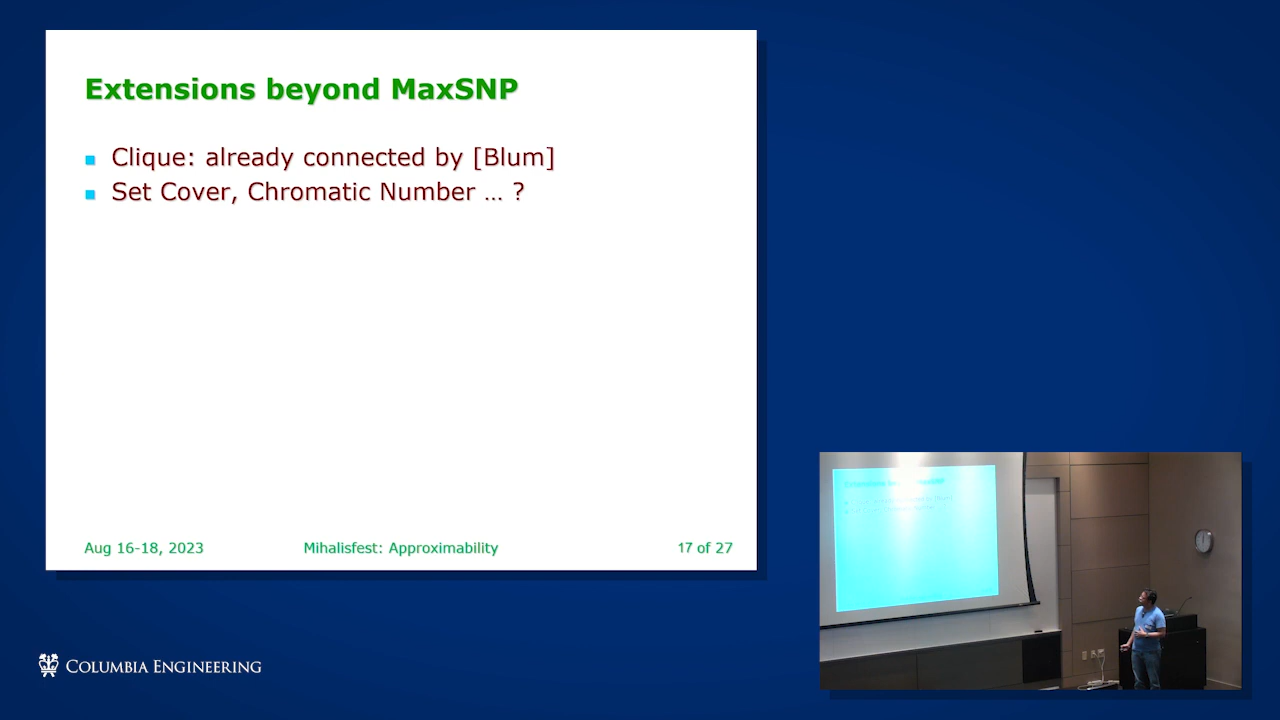 Extensions beyond MaxSNP
Clique: already connected by [Blum]
Set Cover, Chromatic Number … ?
Aug 16-18, 2023
Mihalisfest: Approximability
17 of 27
COLUMBIA ENGINEERING